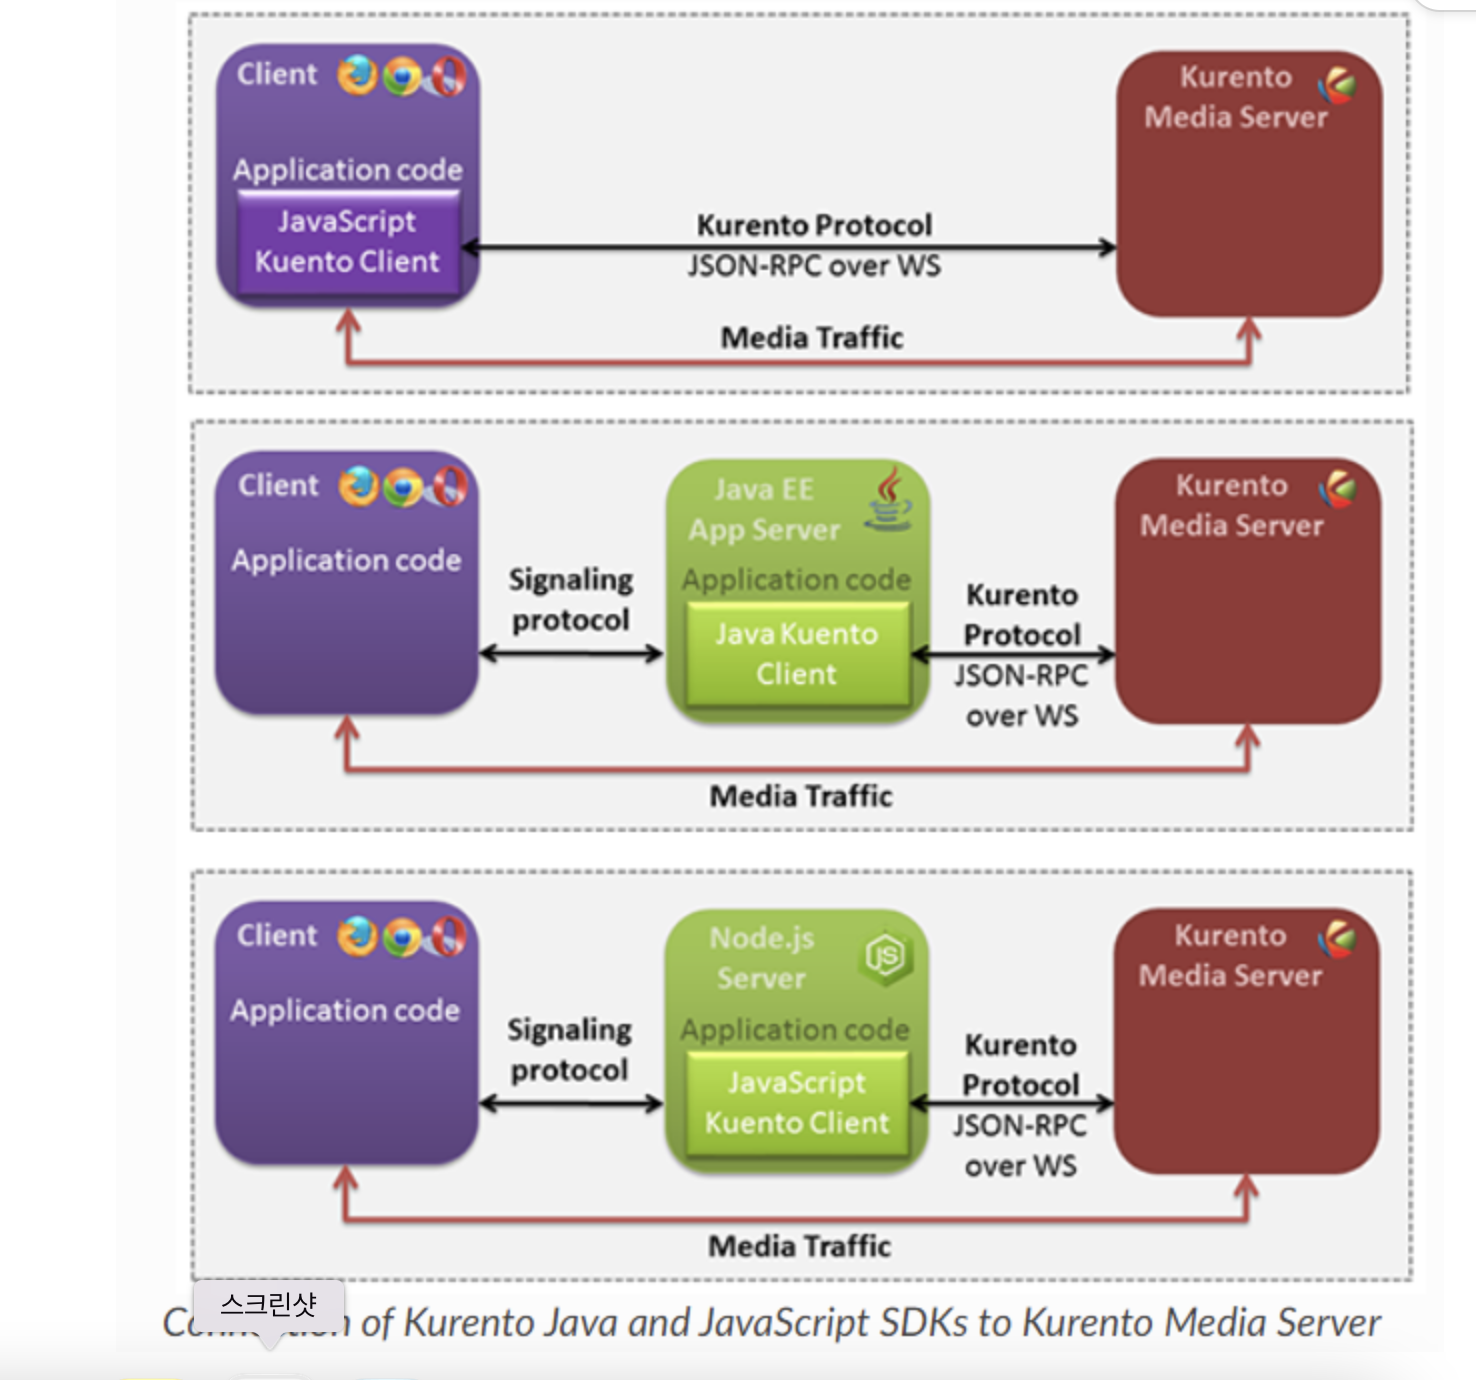 Client
Kurento
Media Server
Application code
JavaScript
Kuento Client
Kurento Protocol
JSON-RPC over WS
Media Traffic
Client
Java EE
App Server
Kurento
Media Server
Application code
Signaling
protocol
Application code
Java Kuento
Client
Kurento
Protocol
JSON-RPC
over WS
Media Traffic
Client
Node.js
Server
JS
Kurento
Media Server
Application code
Signaling
protocol
Application code
JavaScript
Kuento Client
Kurento
Protocol
JSON-RPC
over WS
Media Traffic
스크린샷
of Kurento Java and JavaScript SDKs to Kurento Media Server